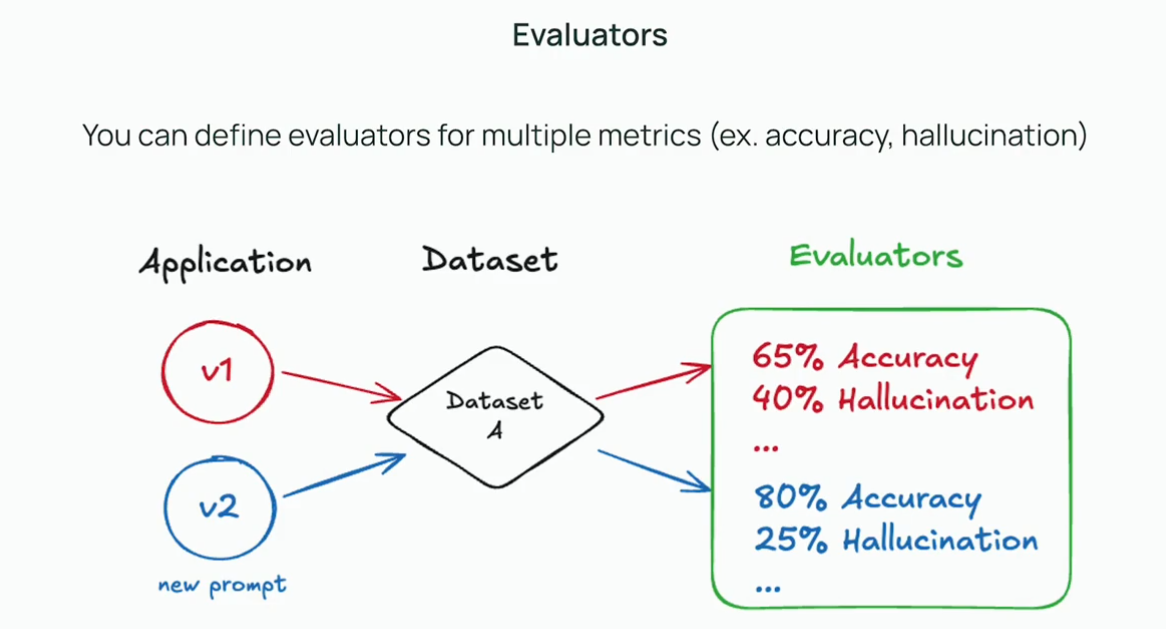 Evaluators
You can define evaluators for multiple metrics (ex. accuracy, hallucination)
Application
Dataset
Evaluators
v1
Dataset
A
65% Accuracy
40% Hallucination
...
v2
new prompt
80% Accuracy
25% Hallucination
...